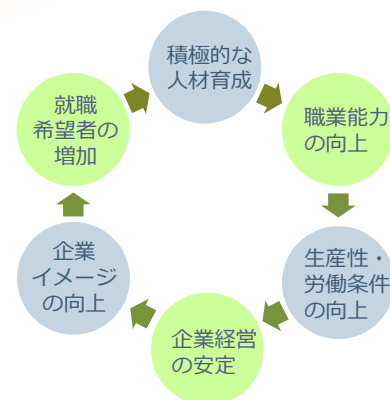 積極的な
人材育成
職業能力
の向上
生産性・
労働条件
の向上
企業経営
の安定
企業
イメージ
の向上
就職
希望者の
増加